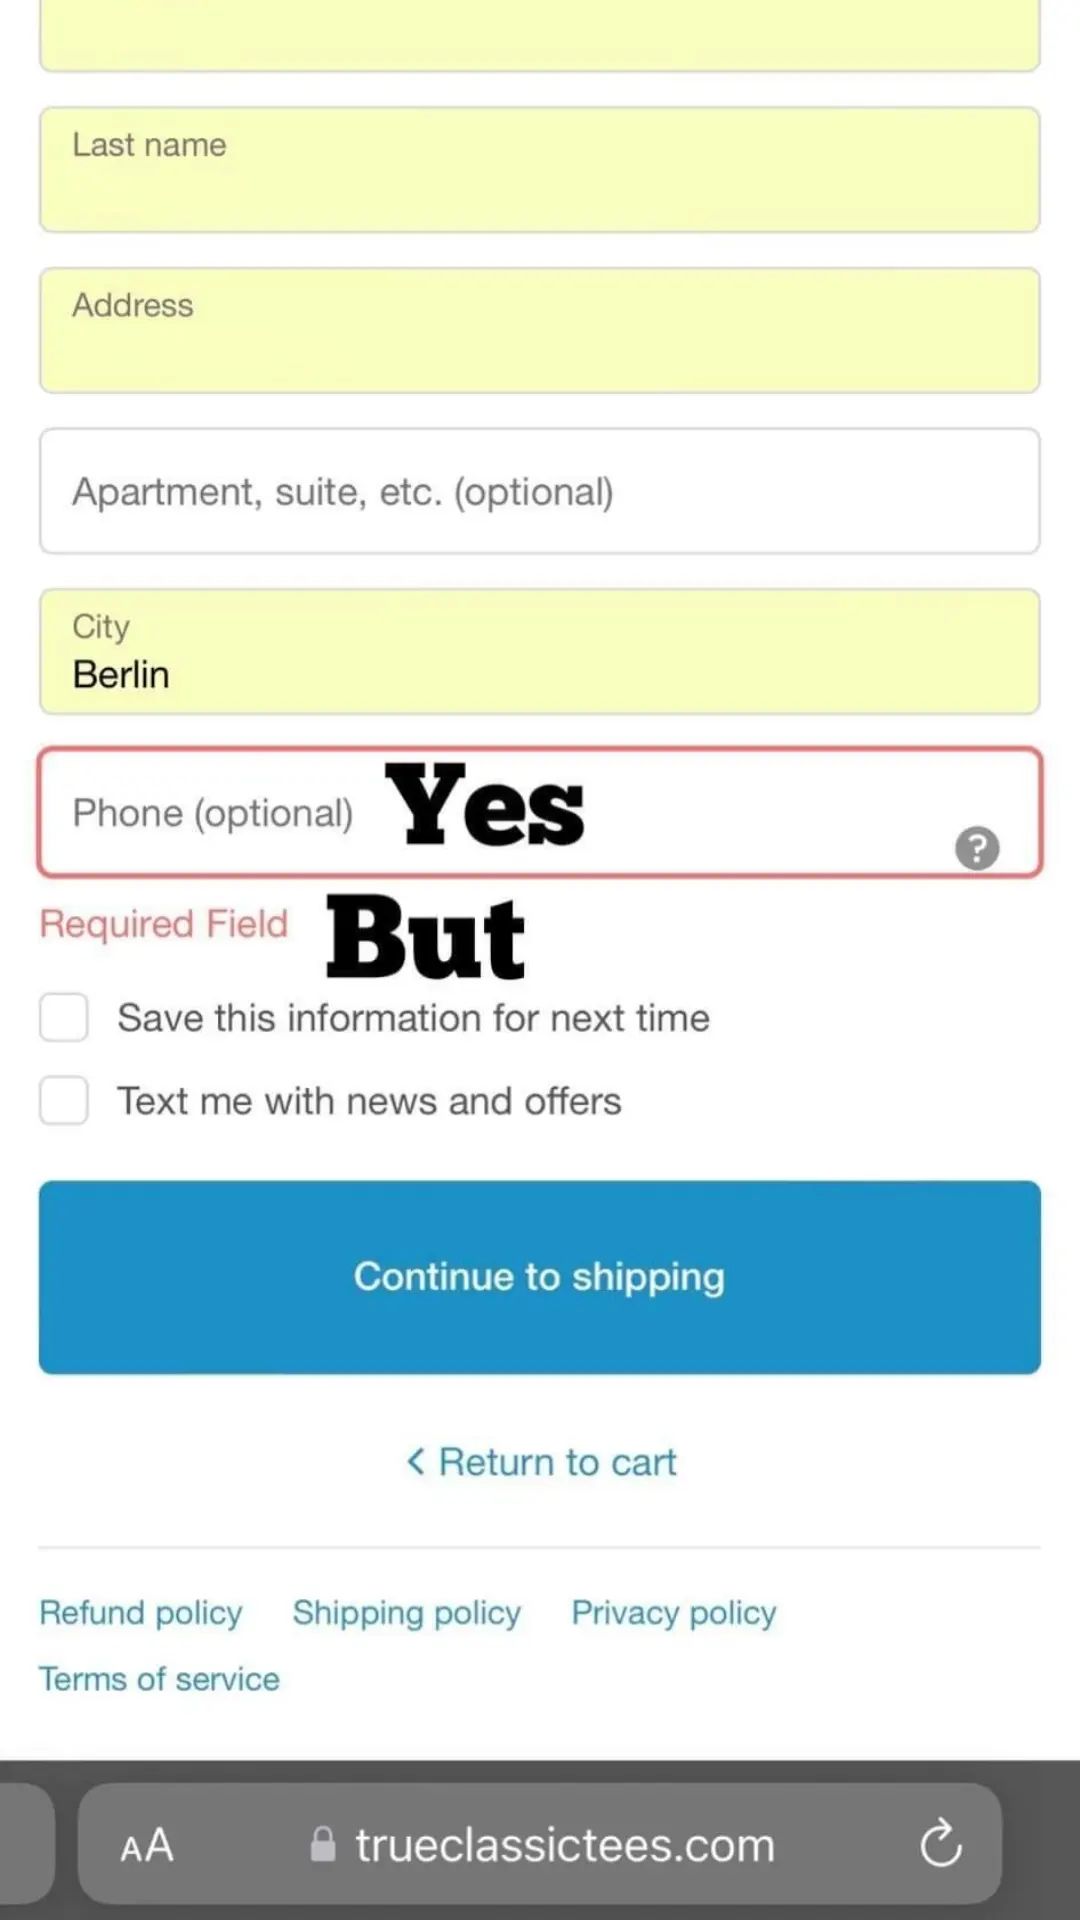 Last name
Address
Apartment, suite, etc. (optional)
City
Berlin
Phone (optional) Yes
?
Required Field But
Save this information for next time
Text me with news and offers
Continue to shipping
< Return to cart
Refund policy Shipping policy Privacy policy
Terms of service
AA trueclassictees.com